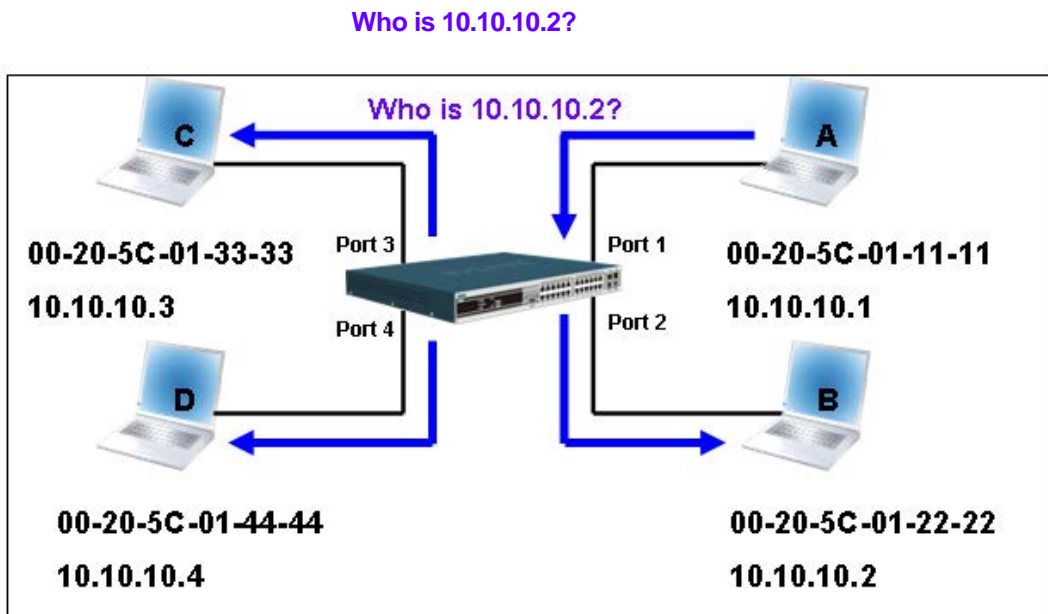 Who is 10.10.10.2?
Who is 10.10.10.2?
C
A
Port 3
Port 1
00-20-5C-01-33-33
10.10.10.3
00-20-5C-01-11-11
10.10.10.1
Port 4
Port 2
D
B
00-20-5C-01-44-44
10.10.10.4
00-20-5C-01-22-22
10.10.10.2